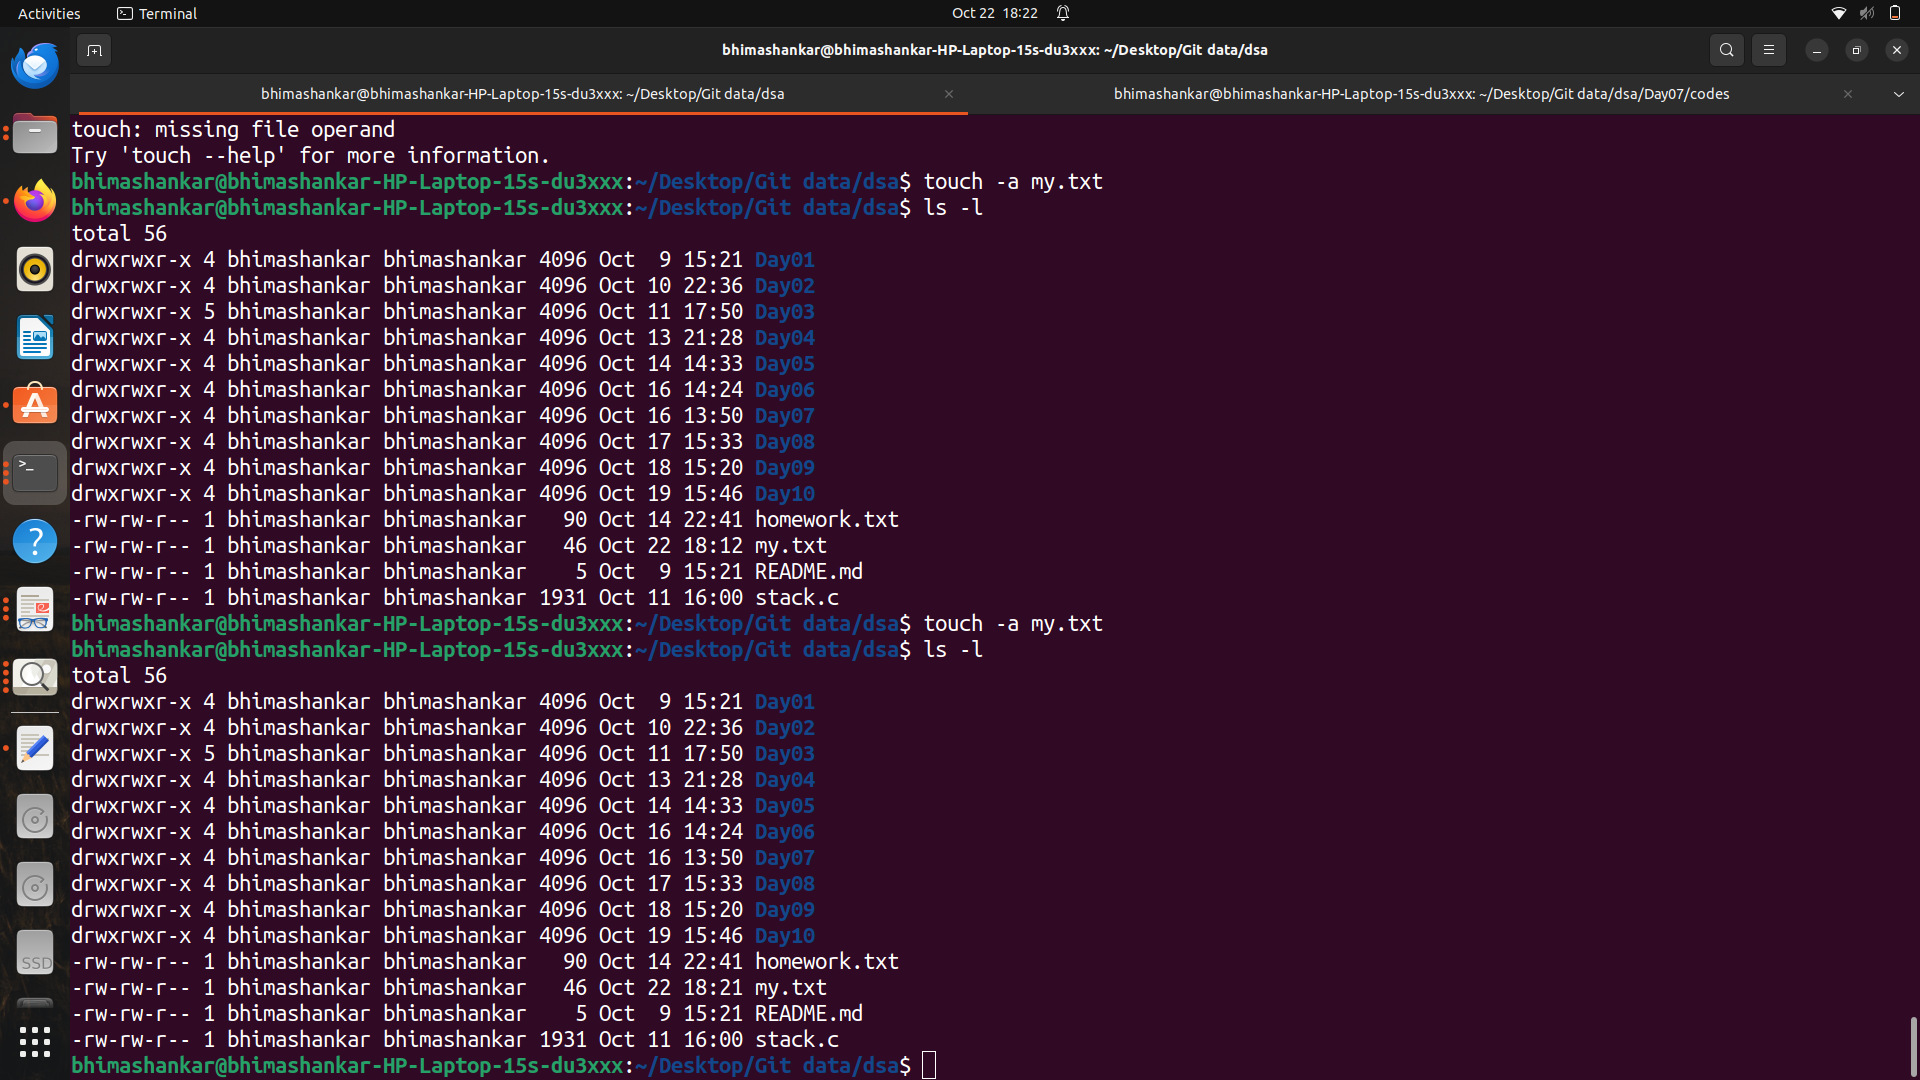 Activities Terminal Oct 22 18:22
bhimashankar@bhimashankar-HP-Laptop-15s-du3xxx: ~/Desktop/Git data/dsa
bhimashankar@bhimashankar-HP-Laptop-15s-du3xxx: ~/Desktop/Git data/dsa bhimashankar@bhimashankar-HP-Laptop-15s-du3xxx: ~/Desktop/Git data/dsa/Day07/codes
touch: missing file operand
Try 'touch --help' for more information.
bhimashankar@bhimashankar-HP-Laptop-15s-du3xxx:~/Desktop/Git data/dsa$ touch -a my.txt
bhimashankar@bhimashankar-HP-Laptop-15s-du3xxx:~/Desktop/Git data/dsa$ ls -l
total 56
drwxrwxr-x 4 bhimashankar bhimashankar 4096 Oct  9 15:21 Day01
drwxrwxr-x 4 bhimashankar bhimashankar 4096 Oct 10 22:36 Day02
drwxrwxr-x 5 bhimashankar bhimashankar 4096 Oct 11 17:50 Day03
drwxrwxr-x 4 bhimashankar bhimashankar 4096 Oct 13 21:28 Day04
drwxrwxr-x 4 bhimashankar bhimashankar 4096 Oct 14 14:33 Day05
drwxrwxr-x 4 bhimashankar bhimashankar 4096 Oct 16 14:24 Day06
drwxrwxr-x 4 bhimashankar bhimashankar 4096 Oct 16 13:50 Day07
drwxrwxr-x 4 bhimashankar bhimashankar 4096 Oct 17 15:33 Day08
drwxrwxr-x 4 bhimashankar bhimashankar 4096 Oct 18 15:20 Day09
drwxrwxr-x 4 bhimashankar bhimashankar 4096 Oct 19 15:46 Day10
-rw-rw-r-- 1 bhimashankar bhimashankar   90 Oct 14 22:41 homework.txt
-rw-rw-r-- 1 bhimashankar bhimashankar   46 Oct 22 18:12 my.txt
-rw-rw-r-- 1 bhimashankar bhimashankar    5 Oct  9 15:21 README.md
-rw-rw-r-- 1 bhimashankar bhimashankar 1931 Oct 11 16:00 stack.c
bhimashankar@bhimashankar-HP-Laptop-15s-du3xxx:~/Desktop/Git data/dsa$ touch -a my.txt
bhimashankar@bhimashankar-HP-Laptop-15s-du3xxx:~/Desktop/Git data/dsa$ ls -l
total 56
drwxrwxr-x 4 bhimashankar bhimashankar 4096 Oct  9 15:21 Day01
drwxrwxr-x 4 bhimashankar bhimashankar 4096 Oct 10 22:36 Day02
drwxrwxr-x 5 bhimashankar bhimashankar 4096 Oct 11 17:50 Day03
drwxrwxr-x 4 bhimashankar bhimashankar 4096 Oct 13 21:28 Day04
drwxrwxr-x 4 bhimashankar bhimashankar 4096 Oct 14 14:33 Day05
drwxrwxr-x 4 bhimashankar bhimashankar 4096 Oct 16 14:24 Day06
drwxrwxr-x 4 bhimashankar bhimashankar 4096 Oct 16 13:50 Day07
drwxrwxr-x 4 bhimashankar bhimashankar 4096 Oct 17 15:33 Day08
drwxrwxr-x 4 bhimashankar bhimashankar 4096 Oct 18 15:20 Day09
drwxrwxr-x 4 bhimashankar bhimashankar 4096 Oct 19 15:46 Day10
-rw-rw-r-- 1 bhimashankar bhimashankar   90 Oct 14 22:41 homework.txt
-rw-rw-r-- 1 bhimashankar bhimashankar   46 Oct 22 18:21 my.txt
-rw-rw-r-- 1 bhimashankar bhimashankar    5 Oct  9 15:21 README.md
-rw-rw-r-- 1 bhimashankar bhimashankar 1931 Oct 11 16:00 stack.c
bhimashankar@bhimashankar-HP-Laptop-15s-du3xxx:~/Desktop/Git data/dsa$
SSD